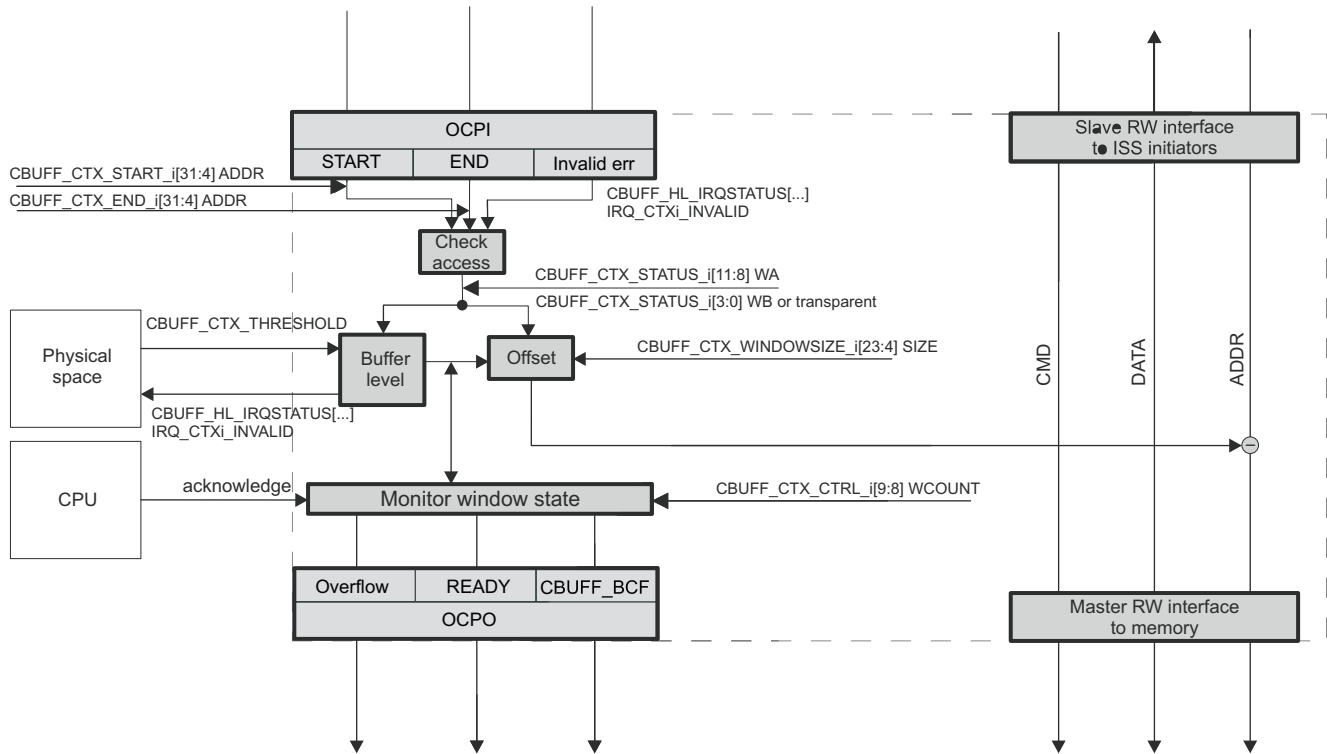 OCPI
START
END
Invalid err
Slave RW interface
to ISS initiators
CBUFF_CTX_START_i[31:4] ADDR
CBUFF_CTX_END_i[31:4] ADDR
CBUFF_HL_IRQSTATUS[...]
IRQ_CTXi_INVALID
Check
access
CBUFF_CTX_STATUS_i[11:8] WA
CBUFF_CTX_STATUS_i[3:0] WB or transparent
CBUFF_CTX_THRESHOLD
Physical
space
Buffer
level
Offset
CBUFF_CTX_WINDOWSIZE_i[23:4] SIZE
CMD
DATA
ADDR
CBUFF_HL_IRQSTATUS[...]
IRQ_CTXi_INVALID
CPU
acknowledge
Monitor window state
CBUFF_CTX_CTRL_i[9:8] WCOUNT
Overflow
READY
CBUFF_BCF
OCPO
Master RW interface
to memory